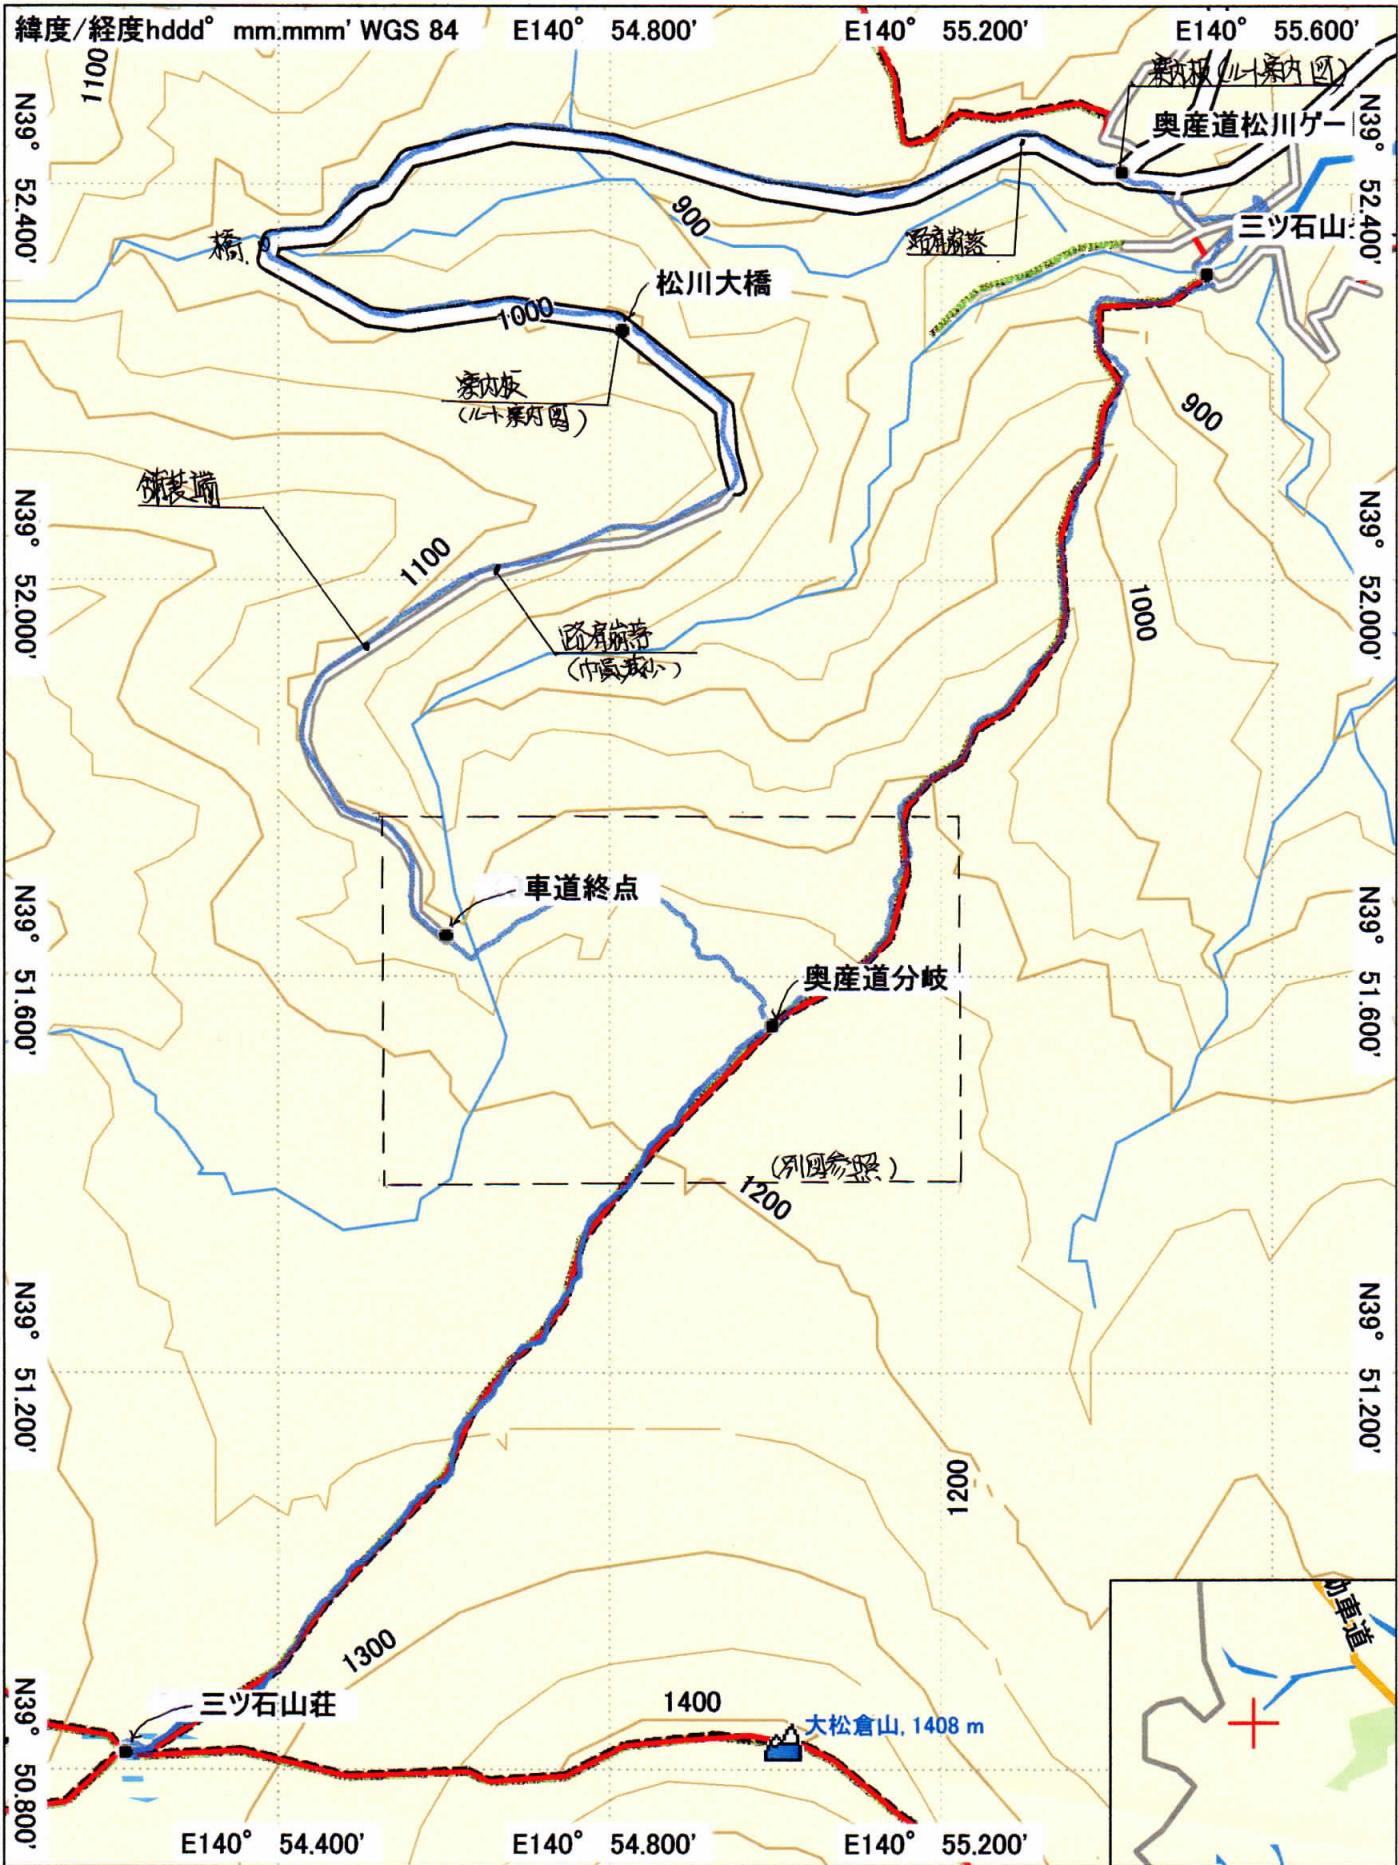 緯度/経度hddd° mm.mmm' WGS 84
E140° 54.800'
E140° 55.200'
E140° 55.600'
1100
案内板(ルート案内図)
N39° 52.400'
奥産道松川ゲー
N39° 52.400'
900
三ツ石山
路肩崩落
橋
松川大橋
1000
案内板
(ルート案内図)
900
舗装端
N39° 52.000'
N39° 52.000'
1100
1000
路肩崩落
(巾員減少)
車道終点
N39° 51.600'
N39° 51.600'
奥産道分岐
(別図参照)
1200
N39° 51.200'
N39° 51.200'
1200
動車道
1300
三ツ石山荘
1400
大松倉山, 1408 m
N39° 50.800'
E140° 54.400'
E140° 54.800'
E140° 55.200'